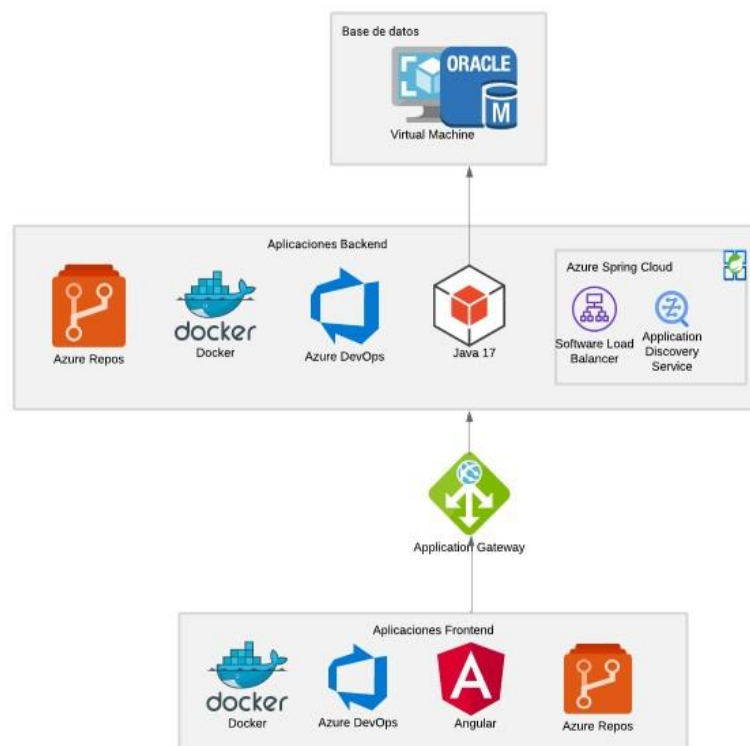 Base de datos
ORACLE
M
Virtual Machine
Aplicaciones Backend
Azure Spring Cloud
docker
Azure Repos
Docker
Azure DevOps
Java 17
Software Load
Balancer
Application
Discovery
Service
Application Gateway
Aplicaciones Frontend
docker
A
Docker
Azure DevOps
Angular
Azure Repos